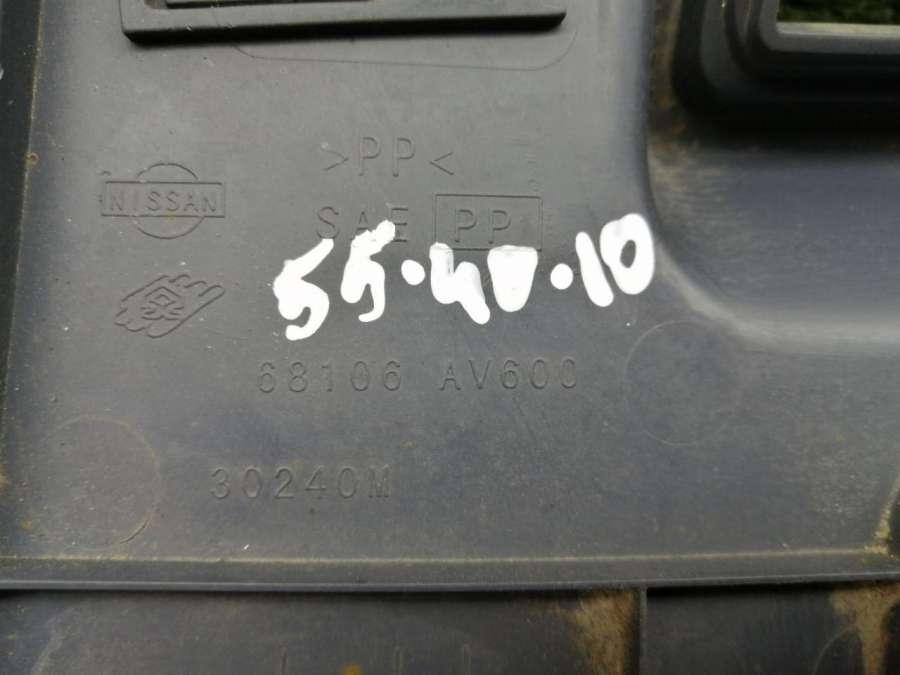 >PP<
NISSAN
SAE PP
55.40.10
68106 AV600
30240M